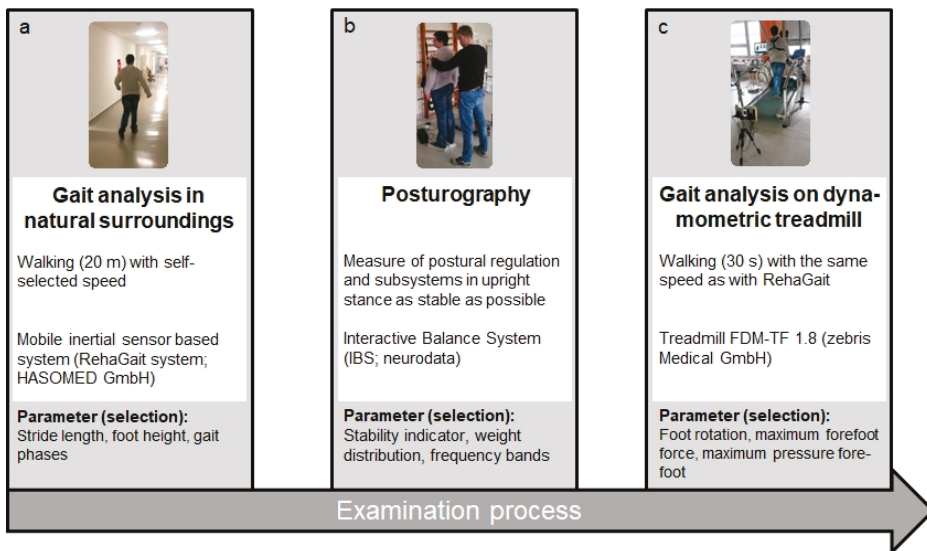 a
Gait analysis in
natural surroundings
Walking (20 m) with self-
selected speed
Mobile inertial sensor based
system (RehaGait system;
HASOMED GmbH)
Parameter (selection):
Stride length, foot height, gait
phases
b
Posturography
Measure of postural regulation
and subsystems in upright
stance as stable as possible
Interactive Balance System
(IBS; neurodata)
Parameter (selection):
Stability indicator, weight
distribution, frequency bands
c
Gait analysis on dyna-
mometric treadmill
Walking (30 s) with the same
speed as with RehaGait
Treadmill FDM-TF 1.8 (zebris
Medical GmbH)
Parameter (selection):
Foot rotation, maximum forefoot
force, maximum pressure fore-
foot
Examination process